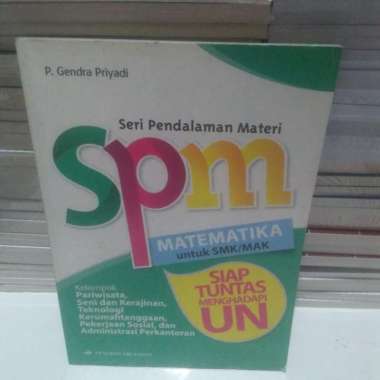 P. Gendra Priyadi
Seri Pendalaman Materi
spm
MATEMATIKA
untuk SMK/MAK
SIAP
TUNTAS
MENGHADAPI
UN
Kelompok
Pariwisata,
Seni dan Kerajinan,
Teknologi
Kerumahtanggaan,
Pekerjaan Sosial, dan
Administrasi Perkantoran